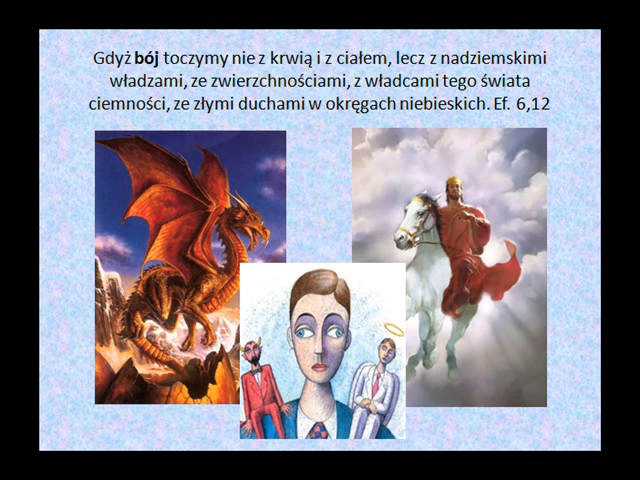 Gdyż bój toczymy nie z krwią i z ciałem, lecz z nadziemskimi
władzami, ze zwierzchnościami, z władcami tego świata
ciemności, ze złymi duchami w okręgach niebieskich. Ef. 6,12